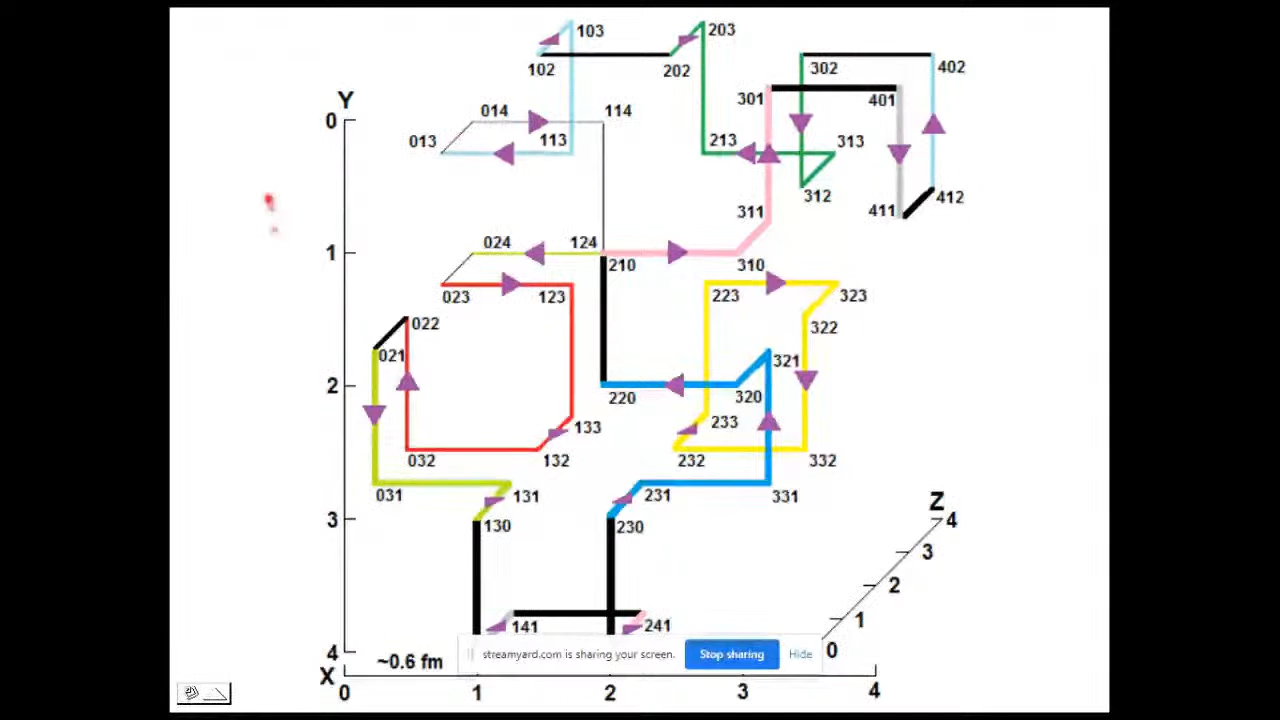 103 203
102 202 302 402
Y 301 401
0 014 114
013 113 213 313
312 412
311 411
1 024 124 210 310
023 123 223 323
022 322
021 321
2 220 320
133 233
032 132 232 332
031 131 231 331
3 130 230 Z 4
3
2
141 241 1
4 ~0.6 fm streamyard.com is sharing your screen. Stop sharing Hide 0
X
0 1 2 3 4